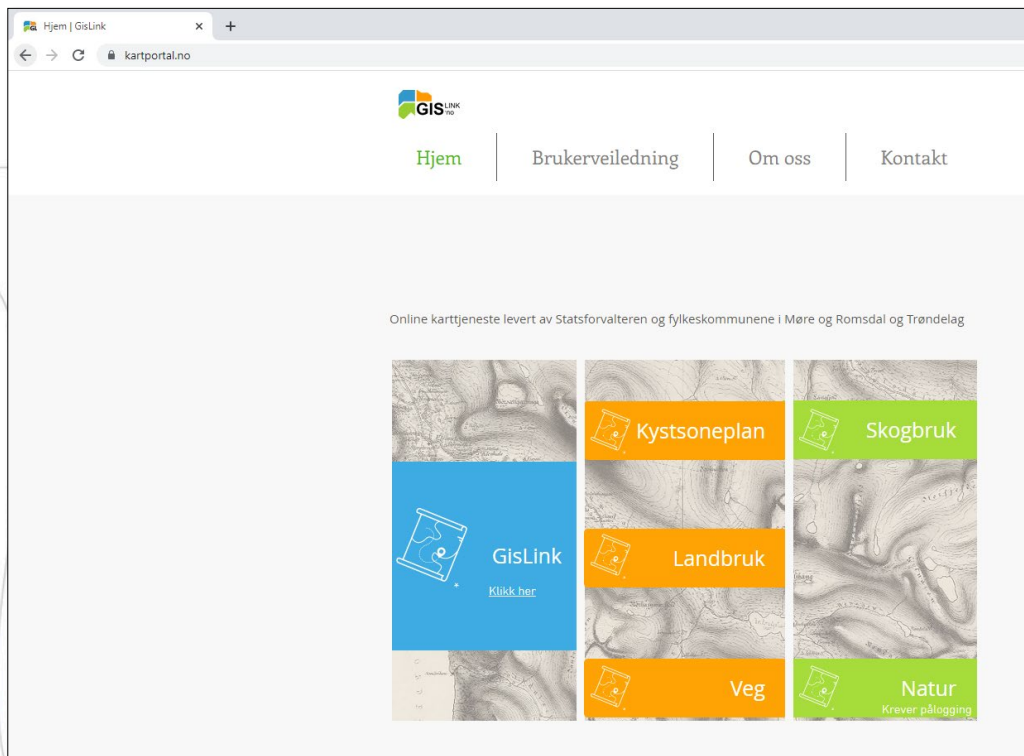 Hjem | GisLink
kartportal.no
GIS LINK .no
Hjem
Brukerveiledning
Om oss
Kontakt
Online karttjeneste levert av Statsforvalteren og fylkeskommunene i Møre og Romsdal og Trøndelag
GisLink
Klikk her
Kystsoneplan
Landbruk
Veg
Skogbruk
Natur
Krever pålogging